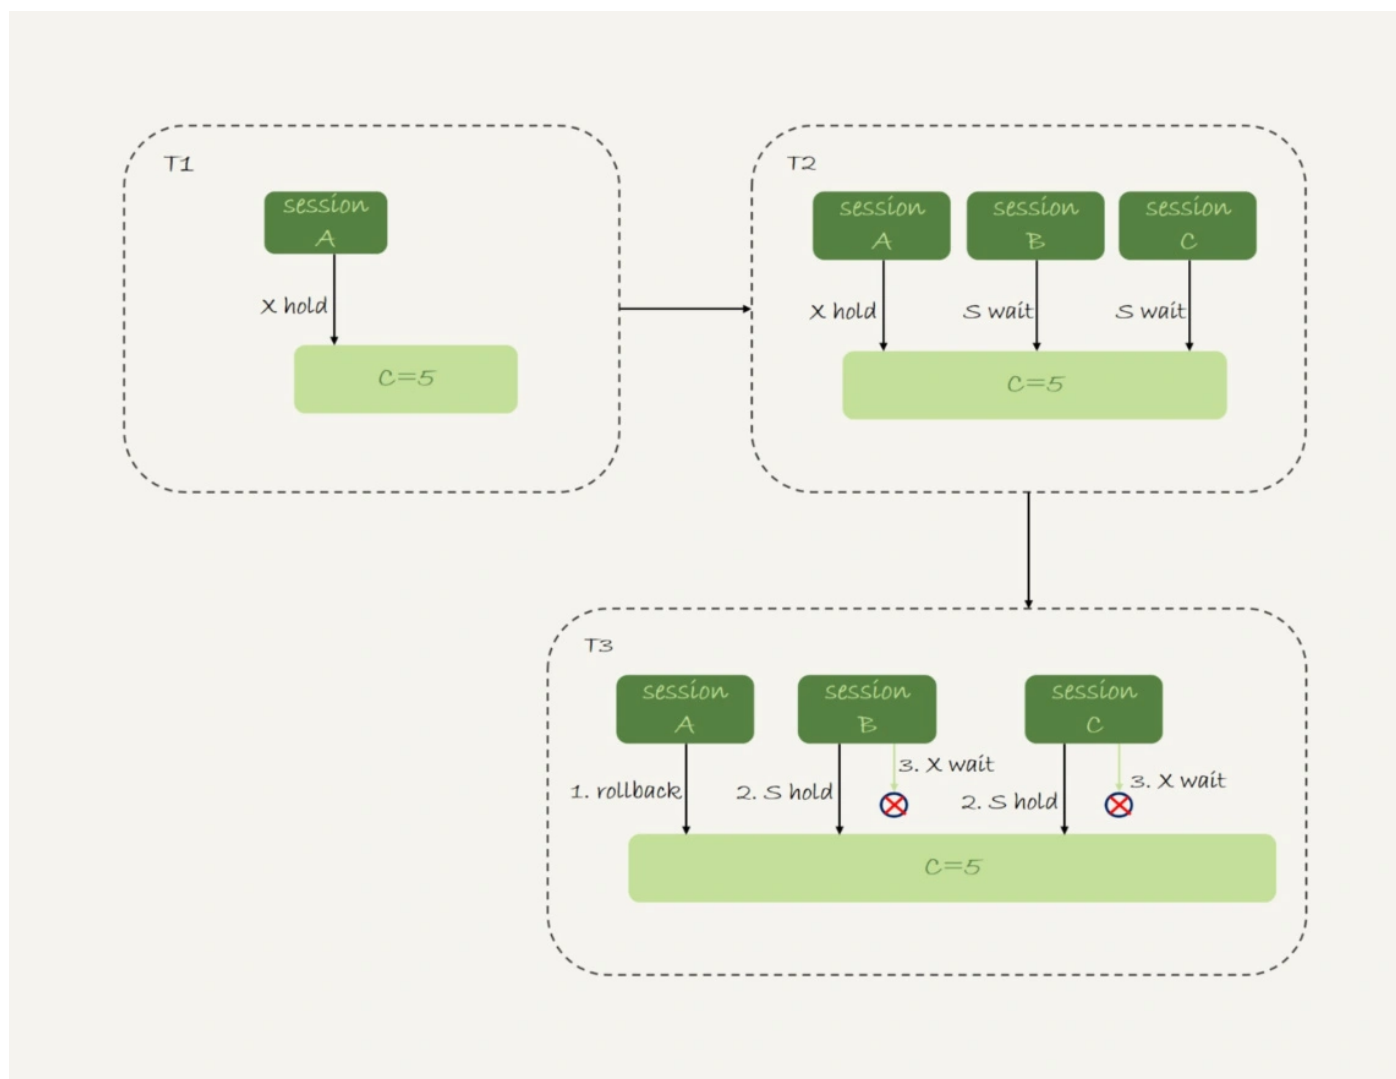 T1
session
A
X hold
C=5
T2
session
A
session
B
session
C
X hold
S wait
S wait
C=5
T3
session
A
session
B
session
C
1. rollback
2. S hold
3. X wait
2. S hold
3. X wait
C=5